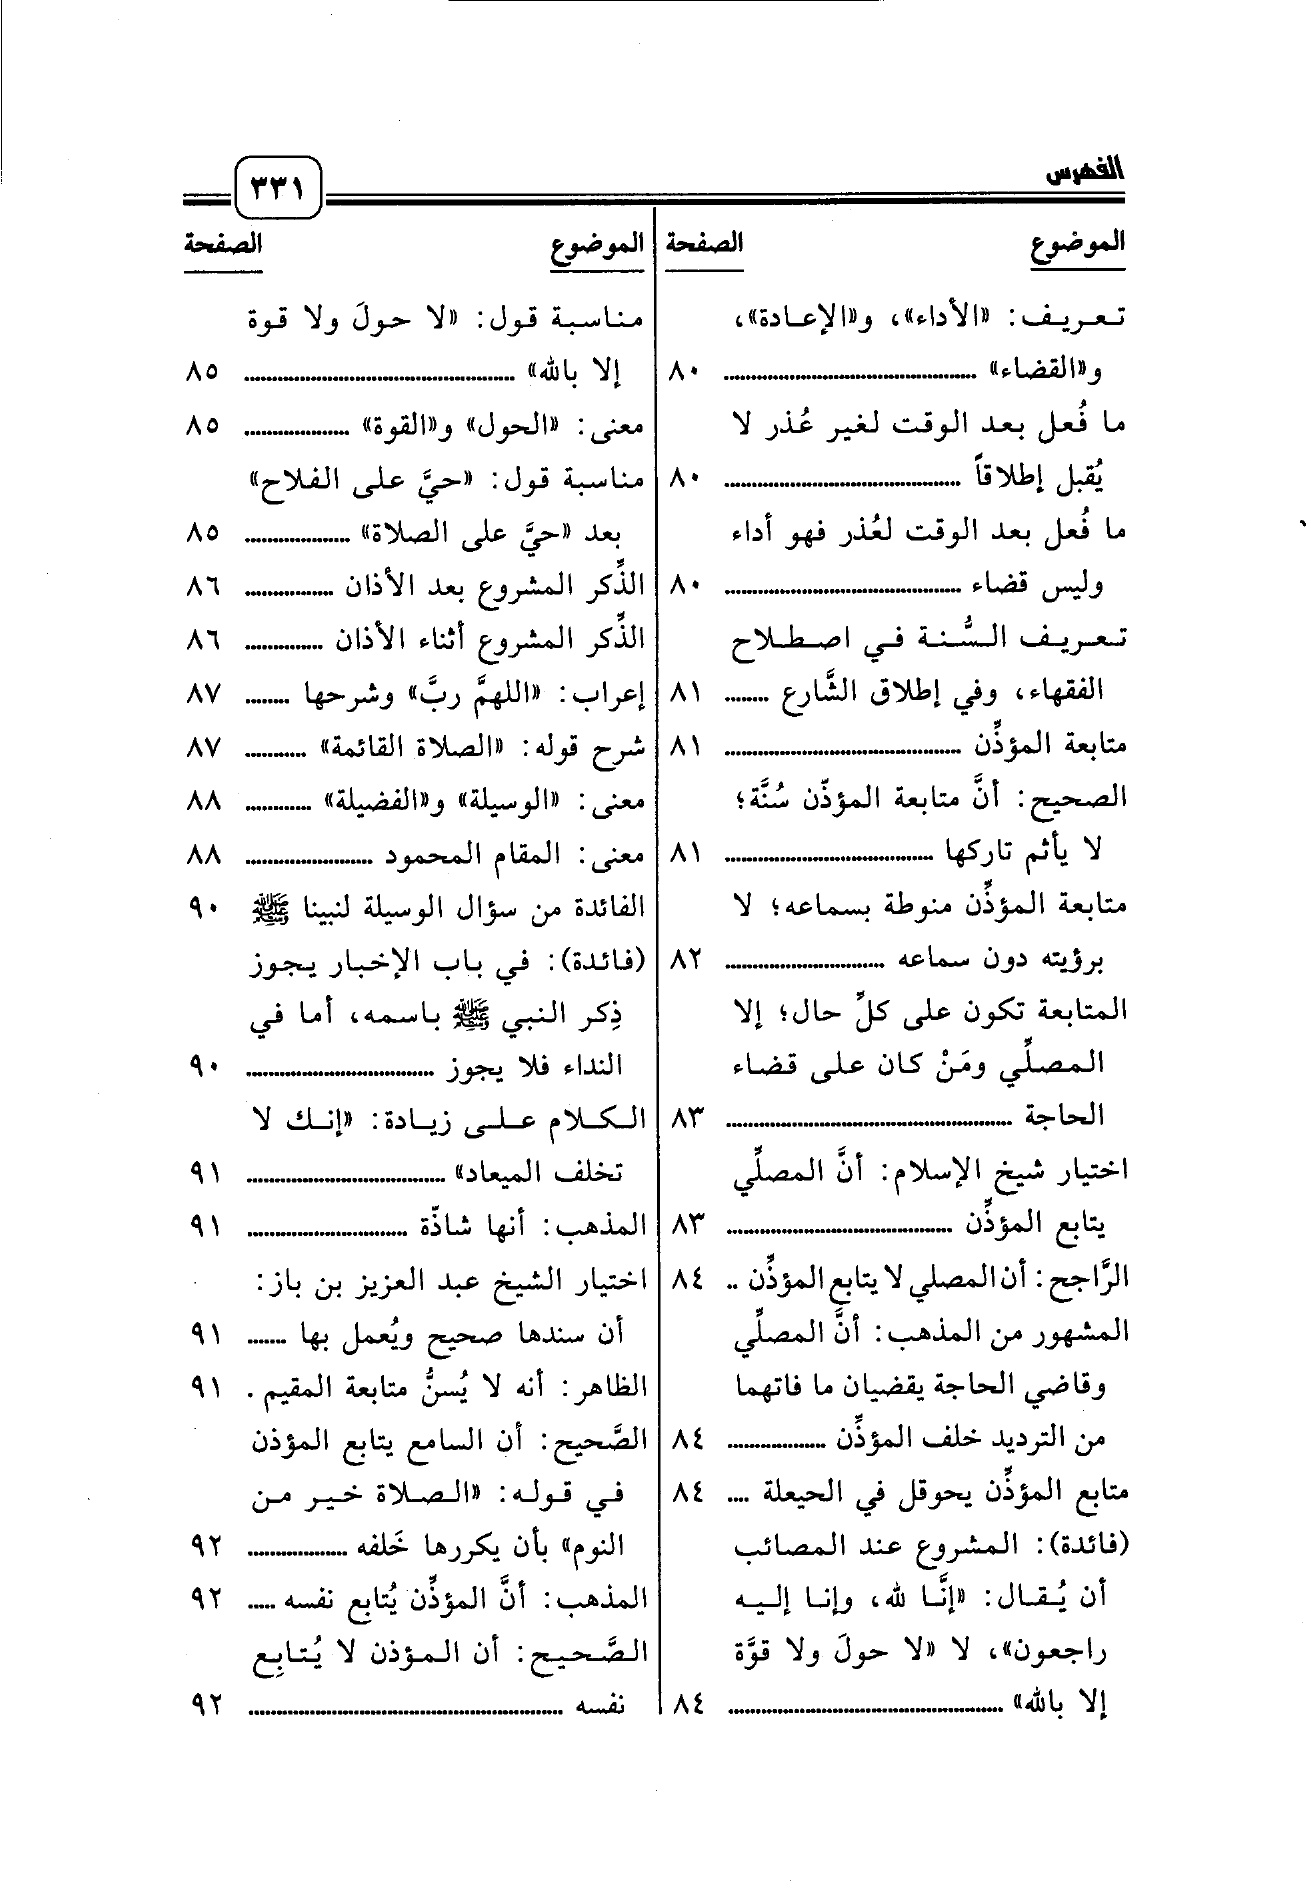 الفهرس
٣٣١
الموضوع الصفحة
تعريف: «الأداء»، و«الإعادة»،
و«القضاء» ........ ٨٠
ما فُعل بعد الوقت لغير عُذر لا
يُقبل إطلاقاً ........ ٨٠
ما فُعل بعد الوقت لعُذر فهو أداء
وليس قضاء ........ ٨٠
تعريف السُّنة في اصطلاح
الفقهاء، وفي إطلاق الشَّارع ........ ٨١
متابعة المؤذِّن ........ ٨١
الصحيح: أنَّ متابعة المؤذّن سُنَّة؛
لا يأثم تاركها ........ ٨١
متابعة المؤذِّن منوطة بسماعه؛ لا
برؤيته دون سماعه ........ ٨٢
المتابعة تكون على كلِّ حال؛ إلا
المصلِّي ومَنْ كان على قضاء
الحاجة ........ ٨٣
اختيار شيخ الإسلام: أنَّ المصلِّي
يتابع المؤذِّن ........ ٨٣
الرَّاجح: أن المصلي لا يتابع المؤذِّن .. ٨٤
المشهور من المذهب: أنَّ المصلِّي
وقاضي الحاجة يقضيان ما فاتهما
من الترديد خلف المؤذِّن ........ ٨٤
متابع المؤذِّن يحوقل في الحيعلة .... ٨٤
(فائدة): المشروع عند المصائب
أن يُقال: «إنَّا لله، وإنا إليه
راجعون»، لا «لا حولَ ولا قوَّة
إلا بالله» ........ ٨٤
الموضوع الصفحة
مناسبة قول: «لا حولَ ولا قوة
إلا بالله» ........ ٨٥
معنى: «الحول» و«القوة» ........ ٨٥
مناسبة قول: «حيَّ على الفلاح»
بعد «حيَّ على الصلاة» ........ ٨٥
الذِّكر المشروع بعد الأذان ........ ٨٦
الذِّكر المشروع أثناء الأذان ........ ٨٦
إعراب: «اللهمَّ ربَّ» وشرحها ........ ٨٧
شرح قوله: «الصلاة القائمة» ........ ٨٧
معنى: «الوسيلة» و«الفضيلة» ........ ٨٨
معنى: المقام المحمود ........ ٨٨
الفائدة من سؤال الوسيلة لنبينا ﷺ ٩٠
(فائدة): في باب الإخبار يجوز
ذِكر النبي ﷺ باسمه، أما في
النداء فلا يجوز ........ ٩٠
الكلام على زيادة: «إنك لا
تخلف الميعاد» ........ ٩١
المذهب: أنها شاذّة ........ ٩١
اختيار الشيخ عبد العزيز بن باز:
أن سندها صحيح ويُعمل بها ....... ٩١
الظاهر: أنه لا يُسنُّ متابعة المقيم . ٩١
الصَّحيح: أن السامع يتابع المؤذن
في قوله: «الصلاة خير من
النوم» بأن يكررها خَلفه ........ ٩٢
المذهب: أنَّ المؤذِّن يُتابع نفسه ..... ٩٢
الصَّحيح: أن المؤذن لا يُتابِع
نفسه ........ ٩٢